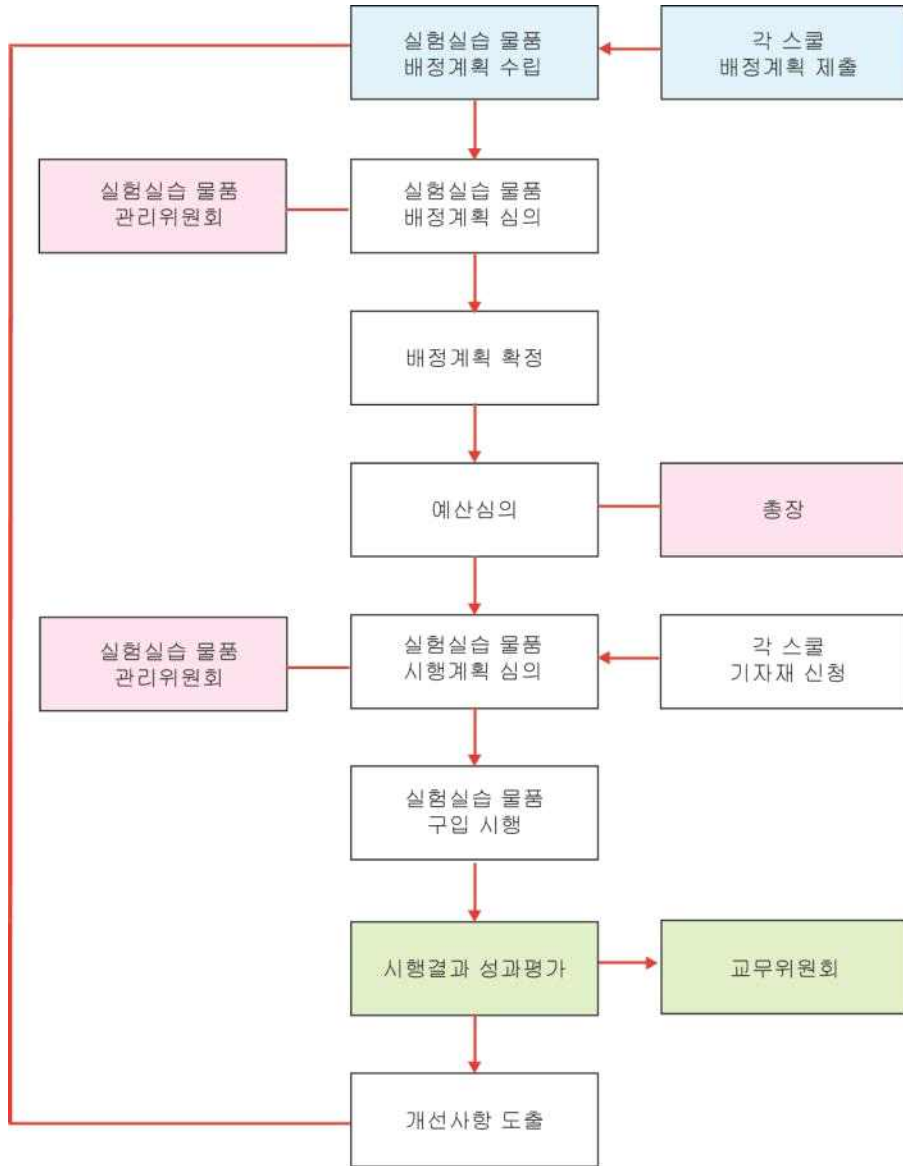 실험실습 물품
배정계획 수립
각 스쿨
배정계획 제출
실험실습 물품
관리위원회
실험실습 물품
배정계획 심의
배정계획 확정
예산심의
총장
실험실습 물품
관리위원회
실험실습 물품
시행계획 심의
각 스쿨
기자재 신청
실험실습 물품
구입 시행
시행결과 성과평가
교무위원회
개선사항 도출